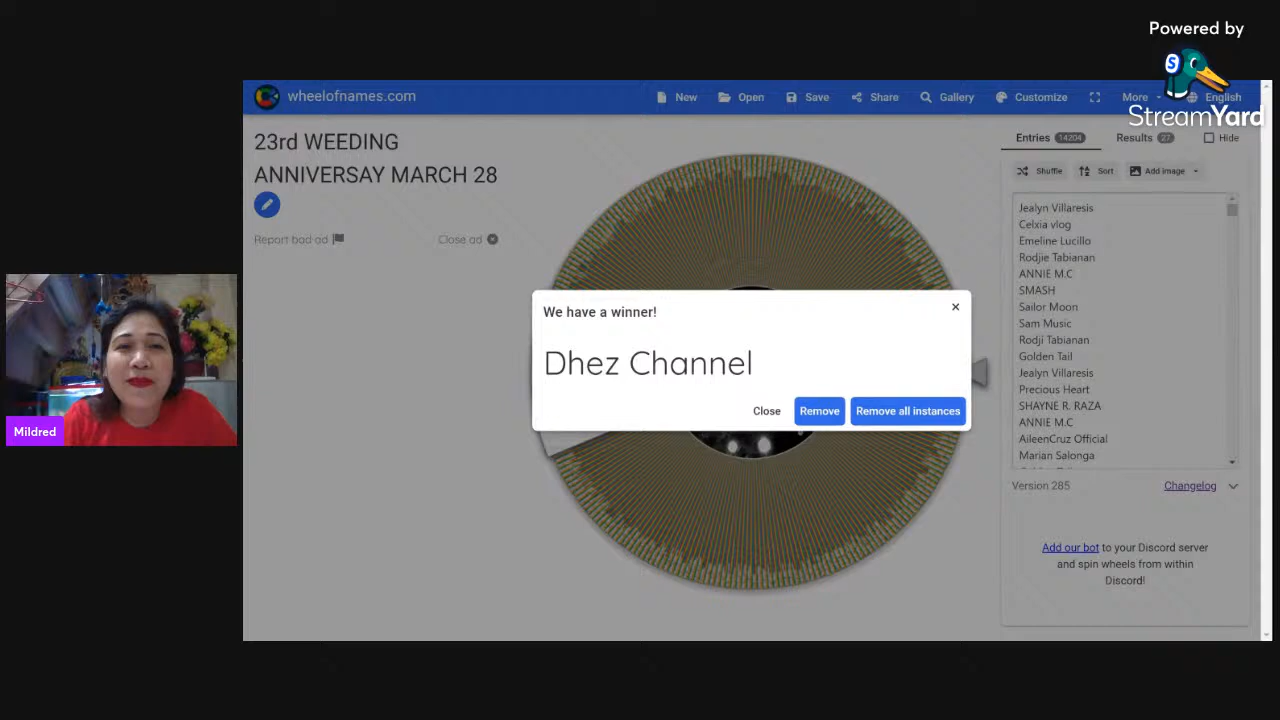 Powered by
StreamYard
wheelofnames.com
New
Open
Save
Share
Gallery
Customize
More
English
23rd WEEDING
ANNIVERSAY MARCH 28
Report bad ad
Close ad
Entries 14204
Results 27
Hide
Shuffle
Sort
Add image
Jealyn Villaresis
Celxia vlog
Emeline Lucillo
Rodjie Tabianan
ANNIE M.C
SMASH
Sailor Moon
Sam Music
Rodji Tabianan
Golden Tail
Jealyn Villaresis
Precious Heart
SHAYNE R. RAZA
ANNIE M.C
AileenCruz Official
Marian Salonga
Version 285
Changelog
Add our bot to your Discord server
and spin wheels from within
Discord!
We have a winner!
Dhez Channel
Close
Remove
Remove all instances
Mildred